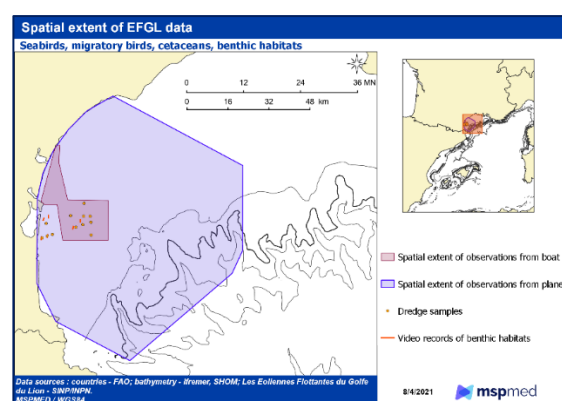 Spatial extent of EFGL data
Seabirds, migratory birds, cetaceans, benthic habitats
0 12 24 36 MN
0 16 32 48 km
Spatial extent of observations from boat
Spatial extent of observations from plane
Dredge samples
Video records of benthic habitats
Data sources : countries - FAO; bathymetry - ifremer, SHOM; Les Eoliennes Flottantes du Golfe
du Lion - SINP/INPN.
MSPMED / WGS84
8/4/2021
mspmed